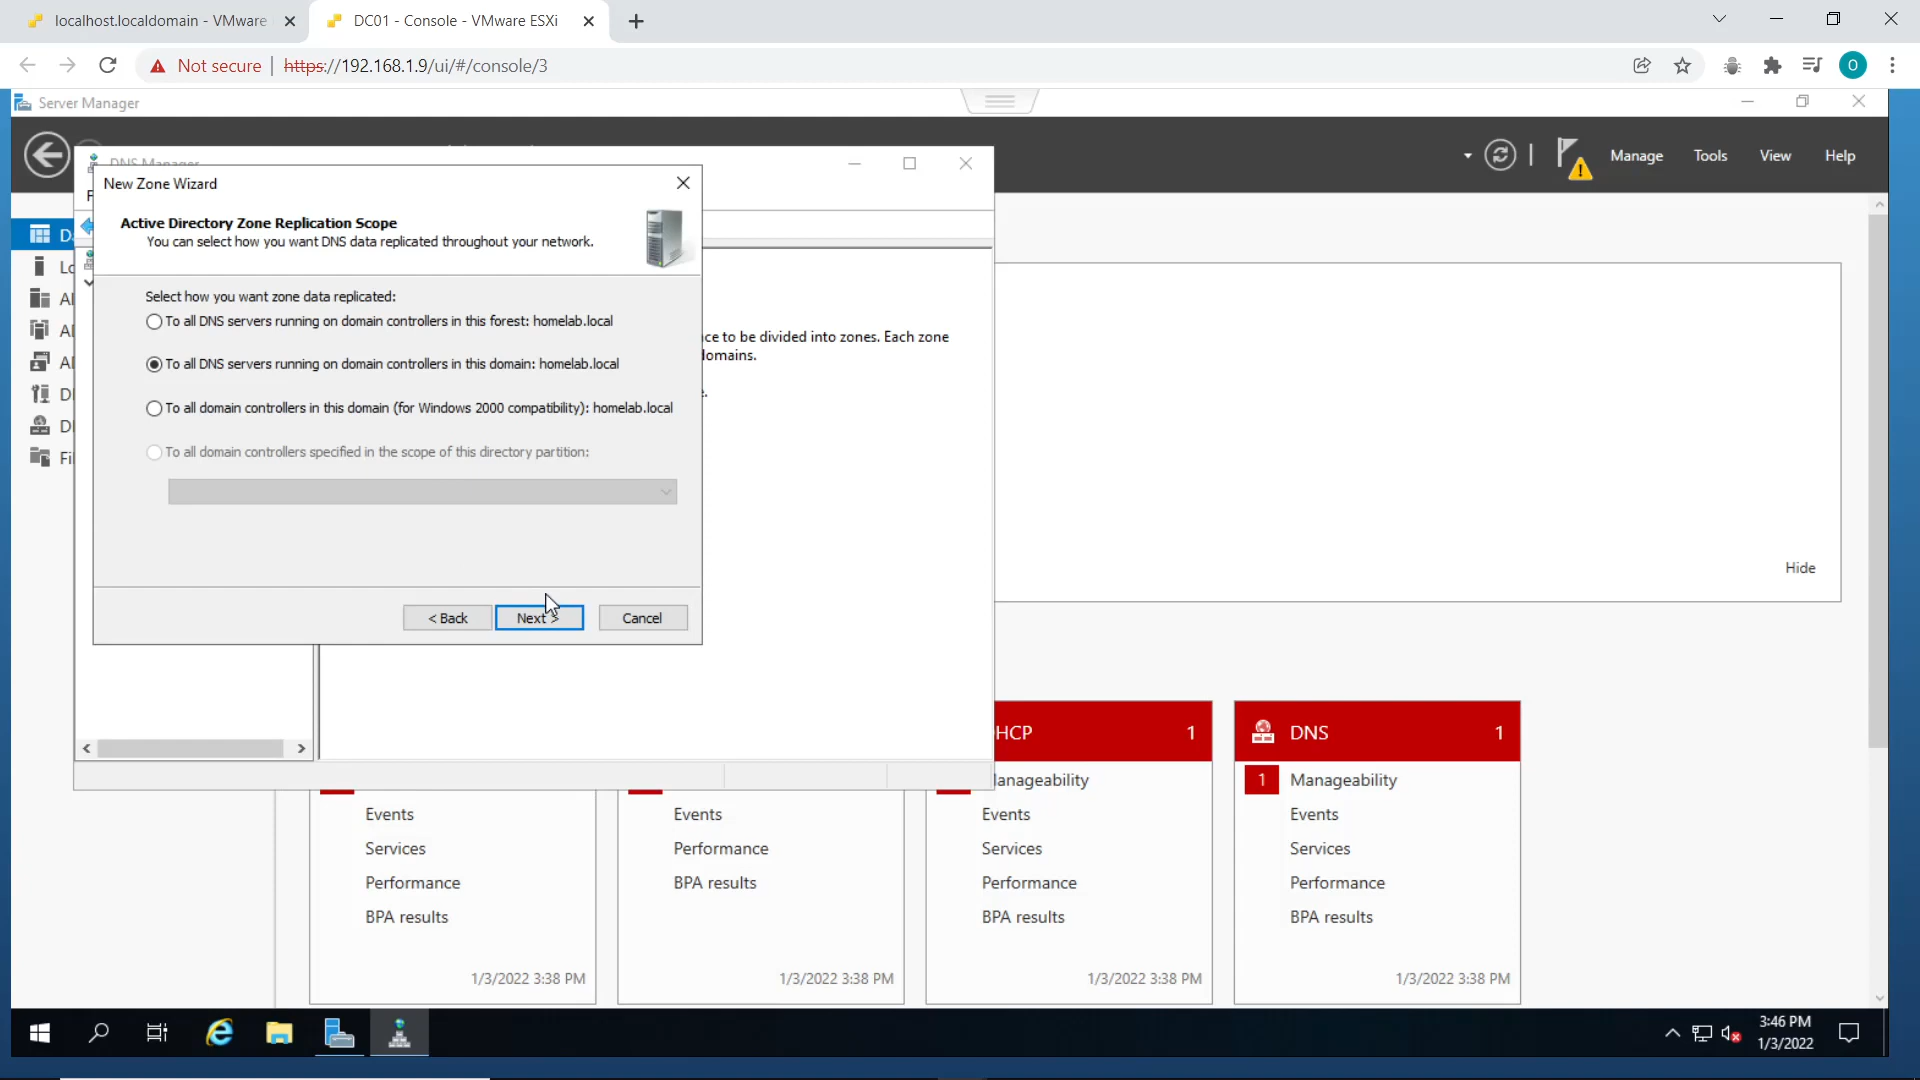 localhost.localdomain - VMware
DC01 - Console - VMware ESXi
Not secure
https://192.168.1.9/ui/#/console/3
O
Server Manager
Manage
Tools
View
Help
DNS Manager
New Zone Wizard
Active Directory Zone Replication Scope
You can select how you want DNS data replicated throughout your network.
Select how you want zone data replicated:
To all DNS servers running on domain controllers in this forest: homelab.local
To all DNS servers running on domain controllers in this domain: homelab.local
To all domain controllers in this domain (for Windows 2000 compatibility): homelab.local
To all domain controllers specified in the scope of this directory partition:
< Back
Next >
Cancel
to be divided into zones. Each zone
Hide
1
DNS
1
1
Manageability
Events
Services
Performance
BPA results
1/3/2022 3:38 PM
Events
Performance
BPA results
1/3/2022 3:38 PM
Events
Services
Performance
BPA results
1/3/2022 3:38 PM
Events
Services
Performance
BPA results
1/3/2022 3:38 PM
3:46 PM
1/3/2022